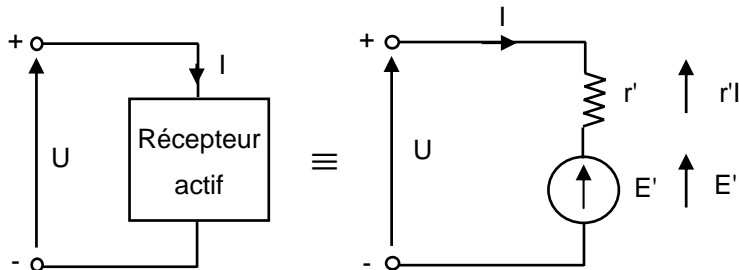 +
I
U
Récepteur
actif
-
≡
+
I
U
r' r'I
E' E'
-